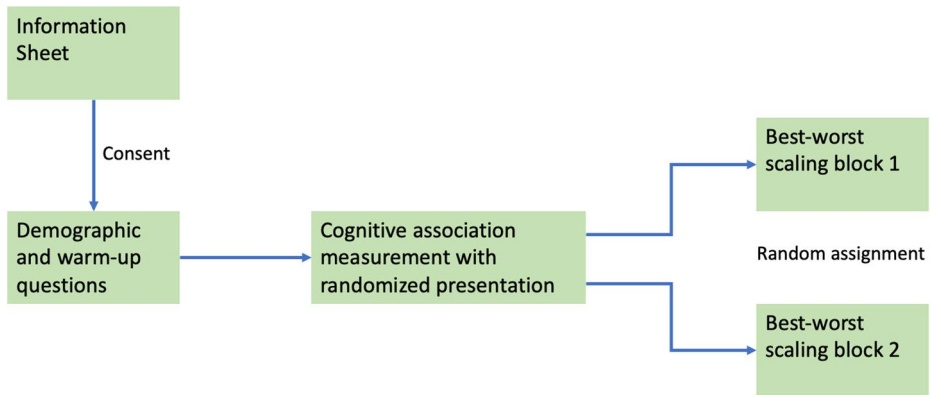 Information
Sheet
Consent
Demographic
and warm-up
questions
Cognitive association
measurement with
randomized presentation
Best-worst
scaling block 1
Random assignment
Best-worst
scaling block 2